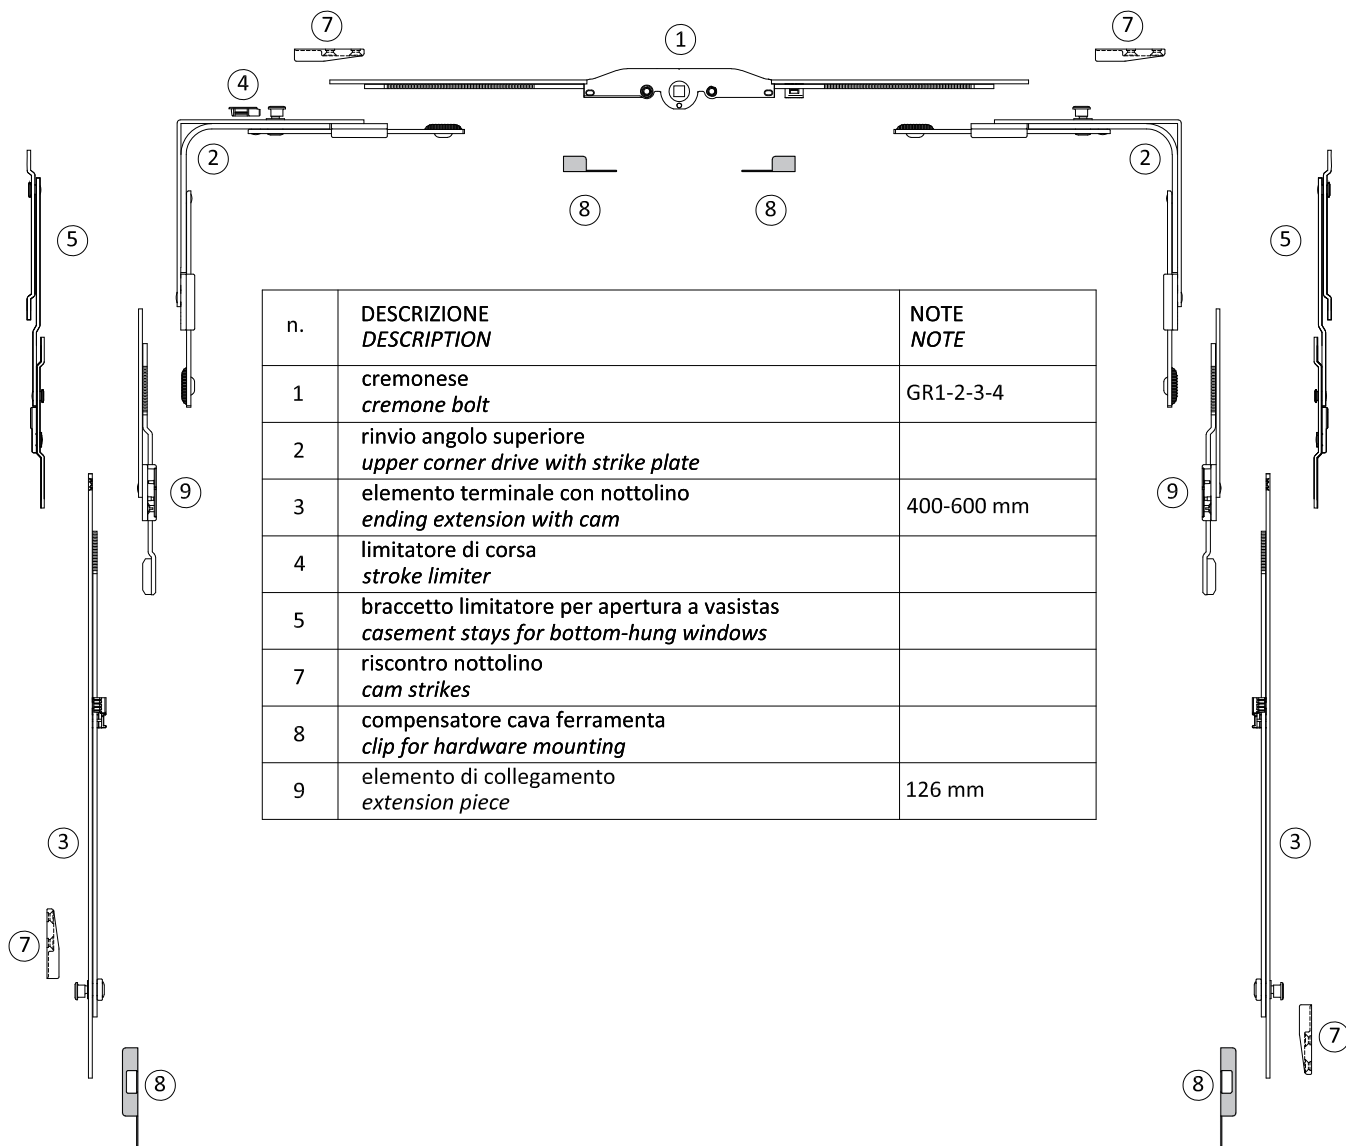 7
7
1
4
2
2
8
8
5
5
n.
DESCRIZIONE
DESCRIPTION
NOTE
NOTE
1
cremonese
cremone bolt
GR1-2-3-4
2
rinvio angolo superiore
upper corner drive with strike plate
3
elemento terminale con nottolino
ending extension with cam
400-600 mm
4
limitatore di corsa
stroke limiter
5
braccetto limitatore per apertura a vasistas
casement stays for bottom-hung windows
7
riscontro nottolino
cam strikes
8
compensatore cava ferramenta
clip for hardware mounting
9
elemento di collegamento
extension piece
126 mm
9
9
3
3
7
7
8
8